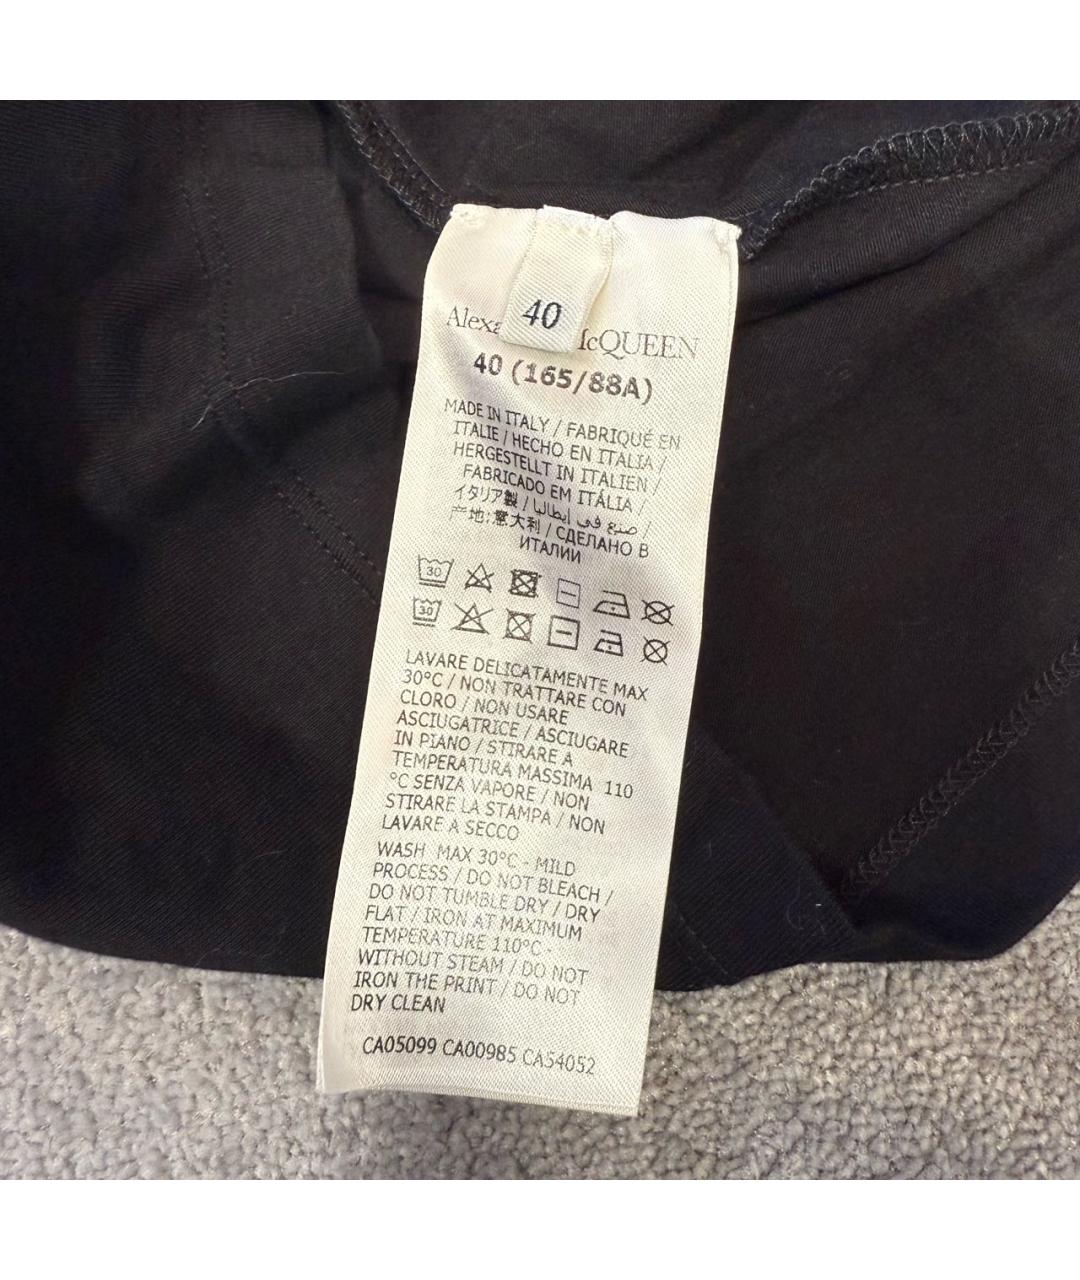 40
Alexa McQUEEN
40 (165/88A)
MADE IN ITALY / FABRIQUÉ EN
ITALIE / HECHO EN ITALIA /
HERGESTELLT IN ITALIEN /
FABRICADO EM ITÁLIA /
イタリア製 / صنع في إيطاليا /
产地:意大利 / СДЕЛАНО В
ИТАЛИИ
30
30
LAVARE DELICATAMENTE MAX
30°C / NON TRATTARE CON
CLORO / NON USARE
ASCIUGATRICE / ASCIUGARE
IN PIANO / STIRARE A
TEMPERATURA MASSIMA 110
°C SENZA VAPORE / NON
STIRARE LA STAMPA / NON
LAVARE A SECCO
WASH MAX 30°C - MILD
PROCESS / DO NOT BLEACH /
DO NOT TUMBLE DRY / DRY
FLAT / IRON AT MAXIMUM
TEMPERATURE 110°C -
WITHOUT STEAM / DO NOT
IRON THE PRINT / DO NOT
DRY CLEAN
CA05099 CA00985 CA54052